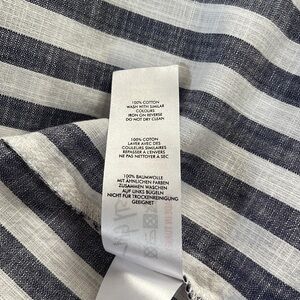 100% COTTON
WASH WITH SIMILAR
COLOURS
IRON ON REVERSE
DO NOT DRY CLEAN
100% COTON
LAVER AVEC DES
COULEURS SIMILAIRES
REPASSER A L'ENVERS
NE PAS NETTOYER A SEC
100% BAUMWOLLE
MIT ÄHNLICHEN FARBEN
ZUSAMMEN WASCHEN
AUF LINKS BÜGELN
NICHT FÜR TROCKENREINIGUNG
GEEIGNET